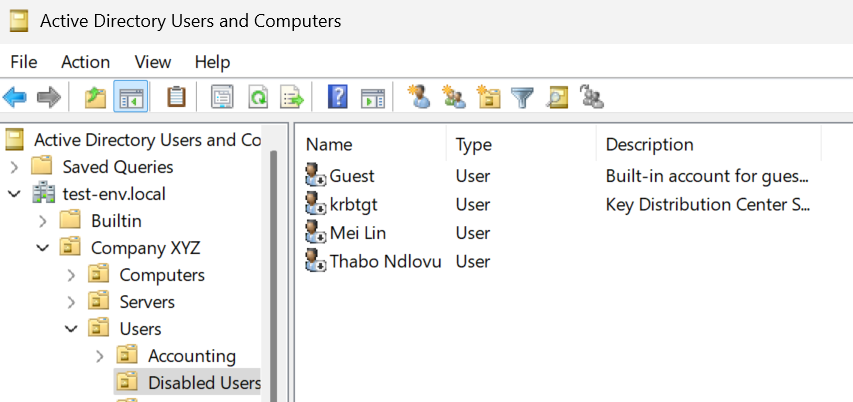 Active Directory Users and Computers
File Action View Help
Active Directory Users and Co
Saved Queries
test-env.local
Builtin
Company XYZ
Computers
Servers
Users
Accounting
Disabled Users
Name Type Description
Guest User Built-in account for gues...
krbtgt User Key Distribution Center S...
Mei Lin User
Thabo Ndlovu User